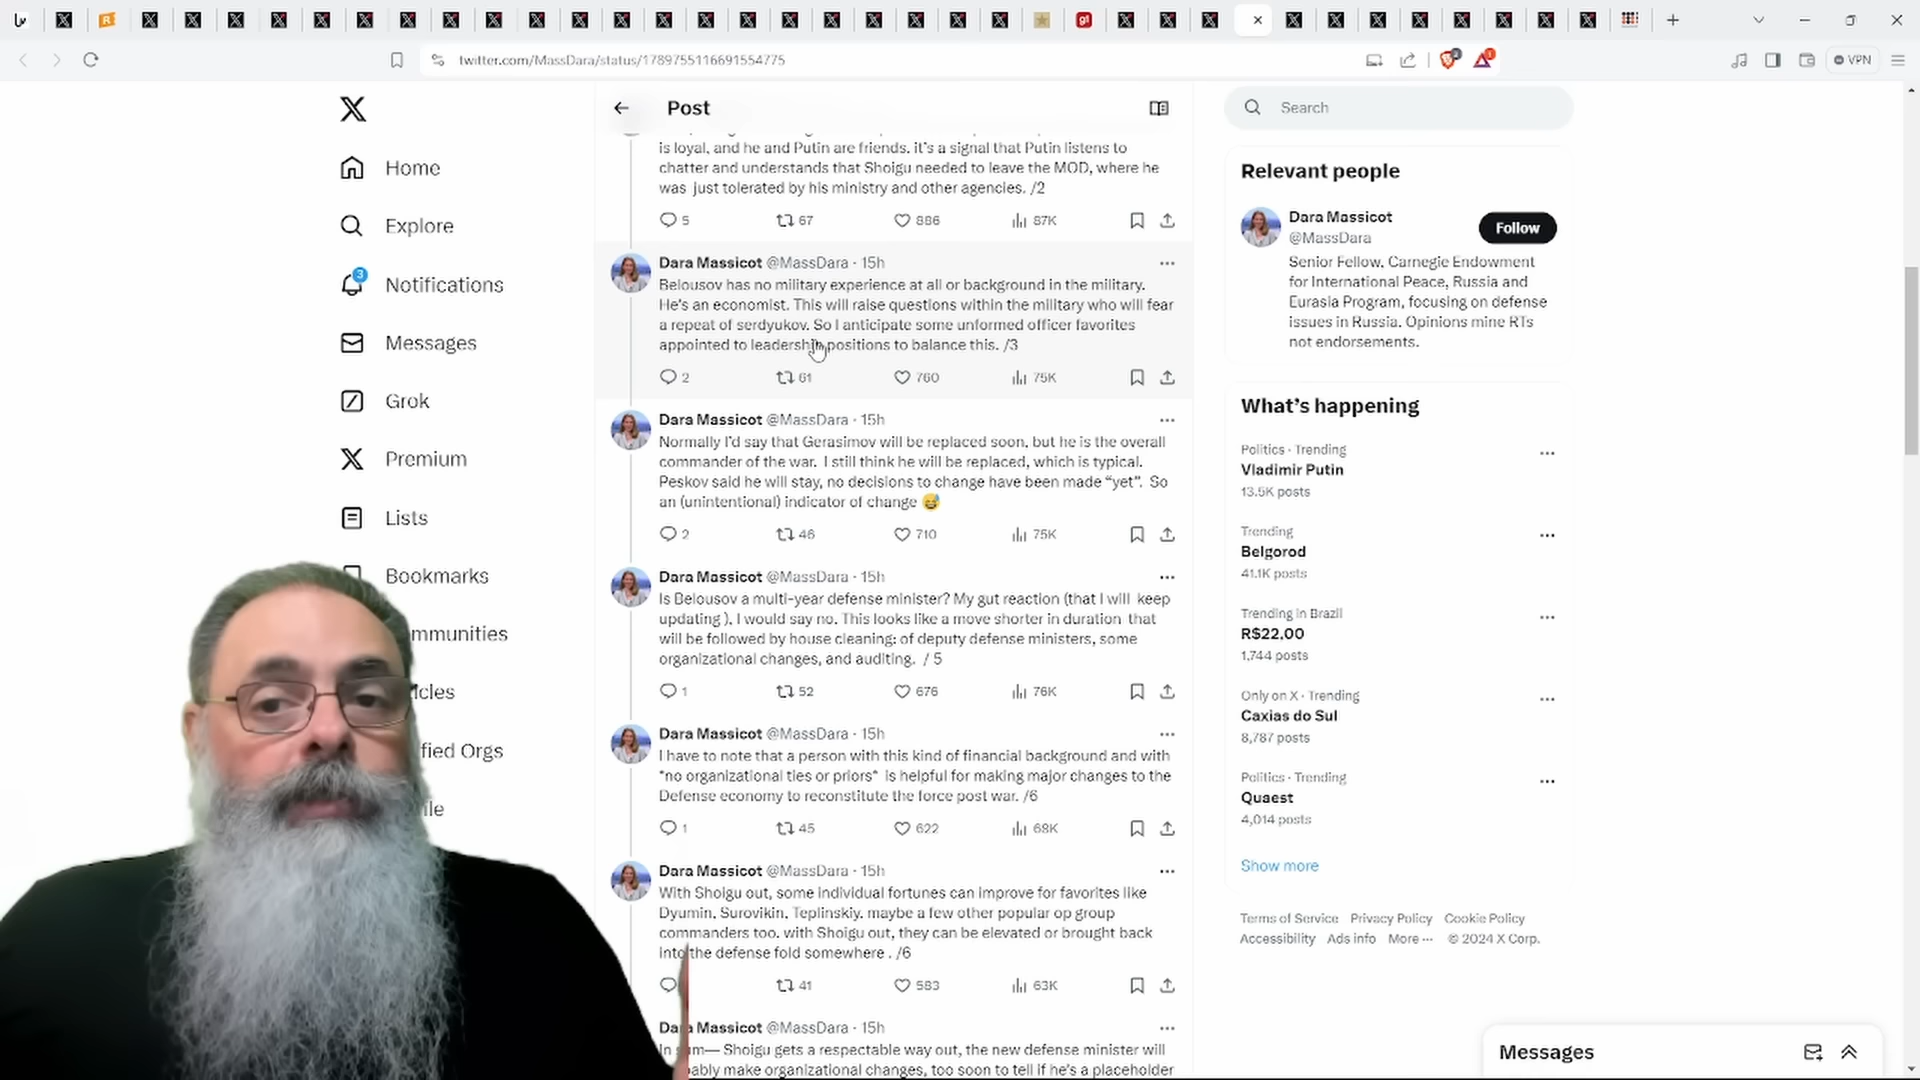 twitter.com/MassDara/status/1789755116691554775
VPN
Home
Explore
3
Notifications
Messages
Grok
Premium
Lists
Bookmarks
mmunities
cles
fied Orgs
ile
Post
is loyal, and he and Putin are friends. it's a signal that Putin listens to
chatter and understands that Shoigu needed to leave the MOD, where he
was just tolerated by his ministry and other agencies. /2
5 67 886 87K
Dara Massicot @MassDara · 15h
Belousov has no military experience at all or background in the military.
He's an economist. This will raise questions within the military who will fear
a repeat of serdyukov. So I anticipate some unformed officer favorites
appointed to leadership positions to balance this. /3
2 61 760 75K
Dara Massicot @MassDara · 15h
Normally I'd say that Gerasimov will be replaced soon, but he is the overall
commander of the war. I still think he will be replaced, which is typical.
Peskov said he will stay, no decisions to change have been made “yet”. So
an (unintentional) indicator of change 😅
2 46 710 75K
Dara Massicot @MassDara · 15h
Is Belousov a multi-year defense minister? My gut reaction (that I will keep
updating ), I would say no. This looks like a move shorter in duration that
will be followed by house cleaning: of deputy defense ministers, some
organizational changes, and auditing. / 5
1 52 676 76K
Dara Massicot @MassDara · 15h
I have to note that a person with this kind of financial background and with
*no organizational ties or priors* is helpful for making major changes to the
Defense economy to reconstitute the force post war. /6
1 45 622 68K
Dara Massicot @MassDara · 15h
With Shoigu out, some individual fortunes can improve for favorites like
Dyumin, Surovikin, Teplinskiy. maybe a few other popular op group
commanders too. with Shoigu out, they can be elevated or brought back
into the defense fold somewhere . /6
41 583 63K
Dara Massicot @MassDara · 15h
In sum— Shoigu gets a respectable way out, the new defense minister will
ably make organizational changes, too soon to tell if he's a placeholder
Search
Relevant people
Dara Massicot
@MassDara
Follow
Senior Fellow, Carnegie Endowment
for International Peace, Russia and
Eurasia Program, focusing on defense
issues in Russia. Opinions mine RTs
not endorsements.
What's happening
Politics · Trending
Vladimir Putin
13.5K posts
Trending
Belgorod
41.1K posts
Trending in Brazil
R$22,00
1,744 posts
Only on X · Trending
Caxias do Sul
8,787 posts
Politics · Trending
Quaest
4,014 posts
Show more
Terms of Service Privacy Policy Cookie Policy
Accessibility Ads info More ··· © 2024 X Corp.
Messages